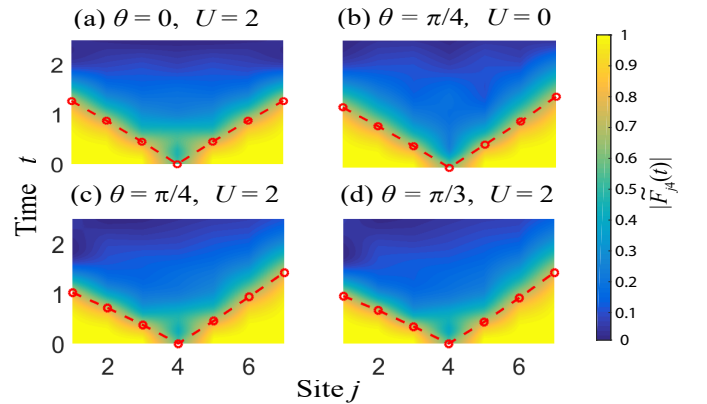 (a) θ = 0, U = 2
(b) θ = π/4, U = 0
2
1
0
(c) θ = π/4, U = 2
(d) θ = π/3, U = 2
2
1
0
2 4 6
2 4 6
Time t
Site j
1
0.9
0.8
0.7
0.6
0.5
0.4
0.3
0.2
0.1
0
|F̃j4(t)|